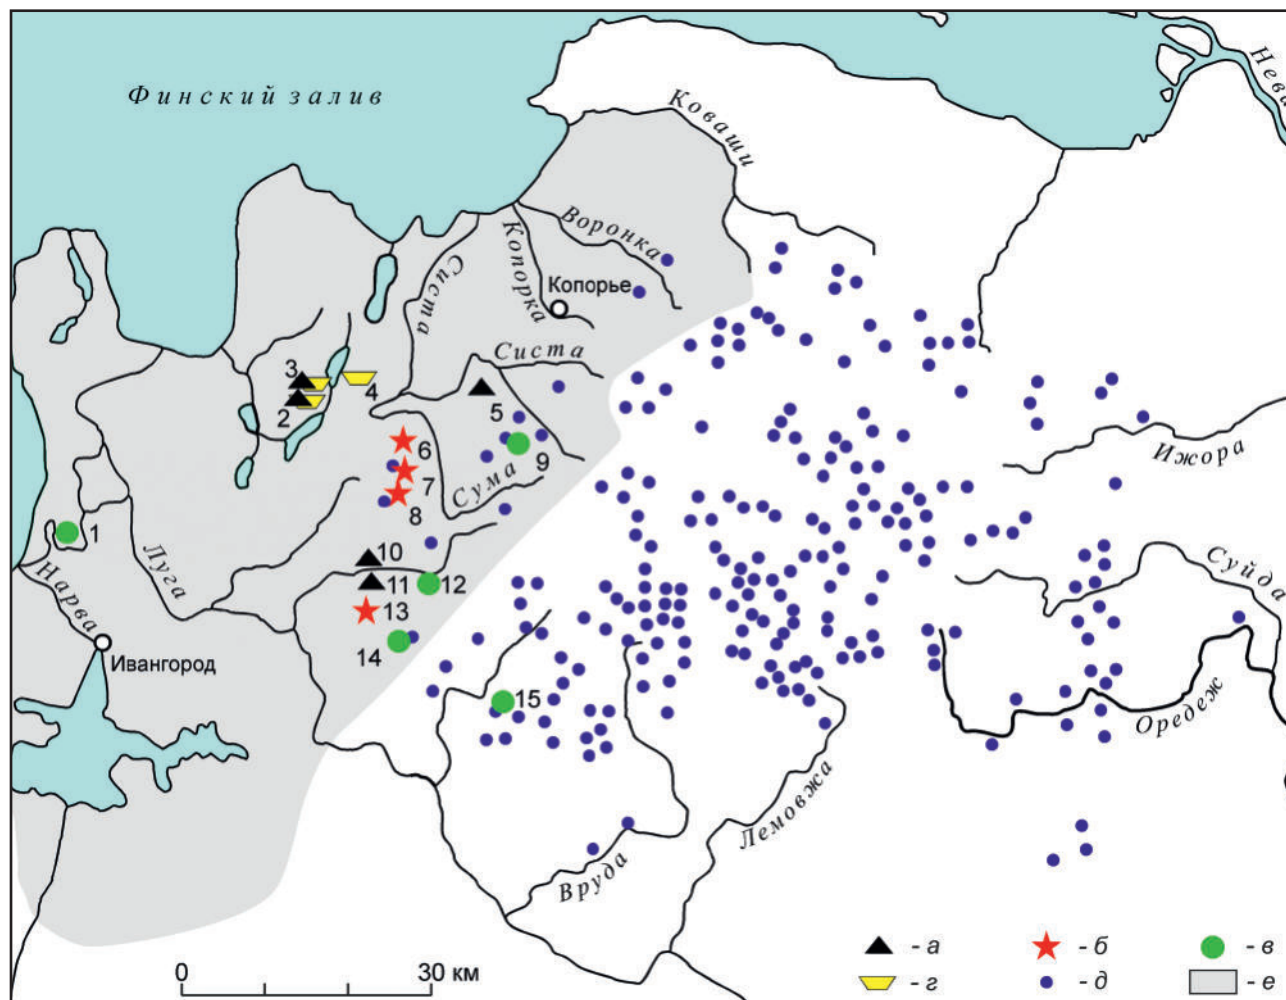 Финский залив
Нева
Коваши
Воронка
Копорка
Систа
Копорье
Систа
3
2
4
5
6
7
8
9
Сума
Ижора
1
Луга
Нарва
10
11
12
13
14
Ивангород
15
Суйда
Оредеж
Лемовжа
Вруда
0 30 км
- а - б - в
- г - д - е